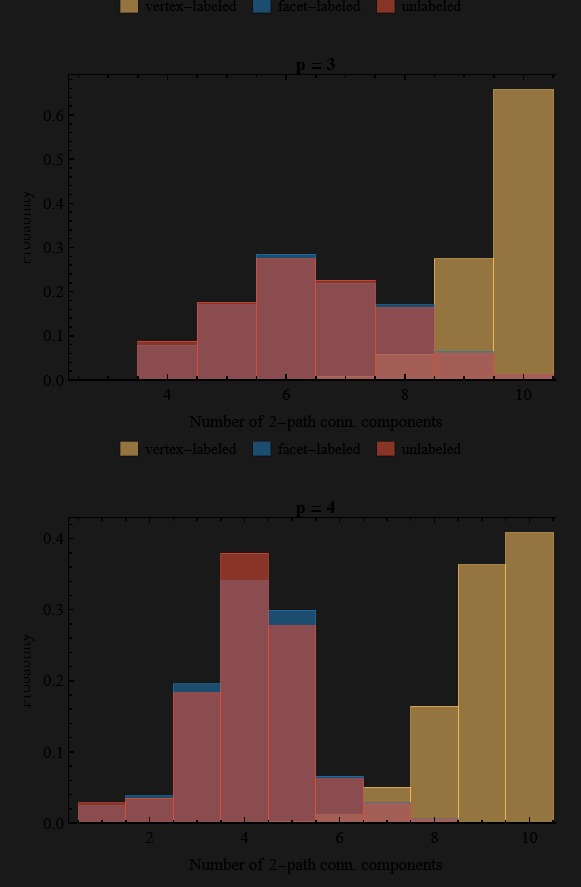 vertex−labeled facet−labeled unlabeled
p = 3
0.6
0.5
0.4
0.3
0.2
0.1
0.0
Probability
4 6 8 10
Number of 2−path conn. components
vertex−labeled facet−labeled unlabeled
p = 4
0.4
0.3
0.2
0.1
0.0
Probability
2 4 6 8 10
Number of 2−path conn. components